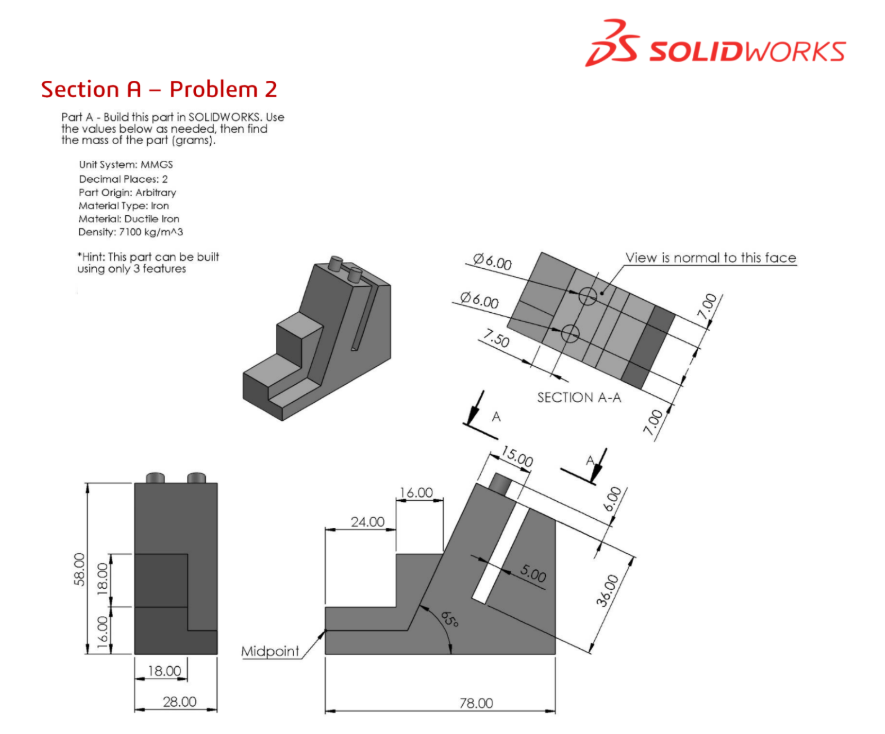 SOLIDWORKS
Section A – Problem 2
Part A - Build this part in SOLIDWORKS. Use
the values below as needed, then find
the mass of the part (grams).
Unit System: MMGS
Decimal Places: 2
Part Origin: Arbitrary
Material Type: Iron
Material: Ductile Iron
Density: 7100 kg/m^3
*Hint: This part can be built
using only 3 features
Ø6.00
View is normal to this face
Ø6.00
7.00
7.50
SECTION A-A
7.00
A
A
15.00
16.00
6.00
24.00
58.00
18.00
5.00
36.00
16.00
65°
Midpoint
18.00
28.00
78.00